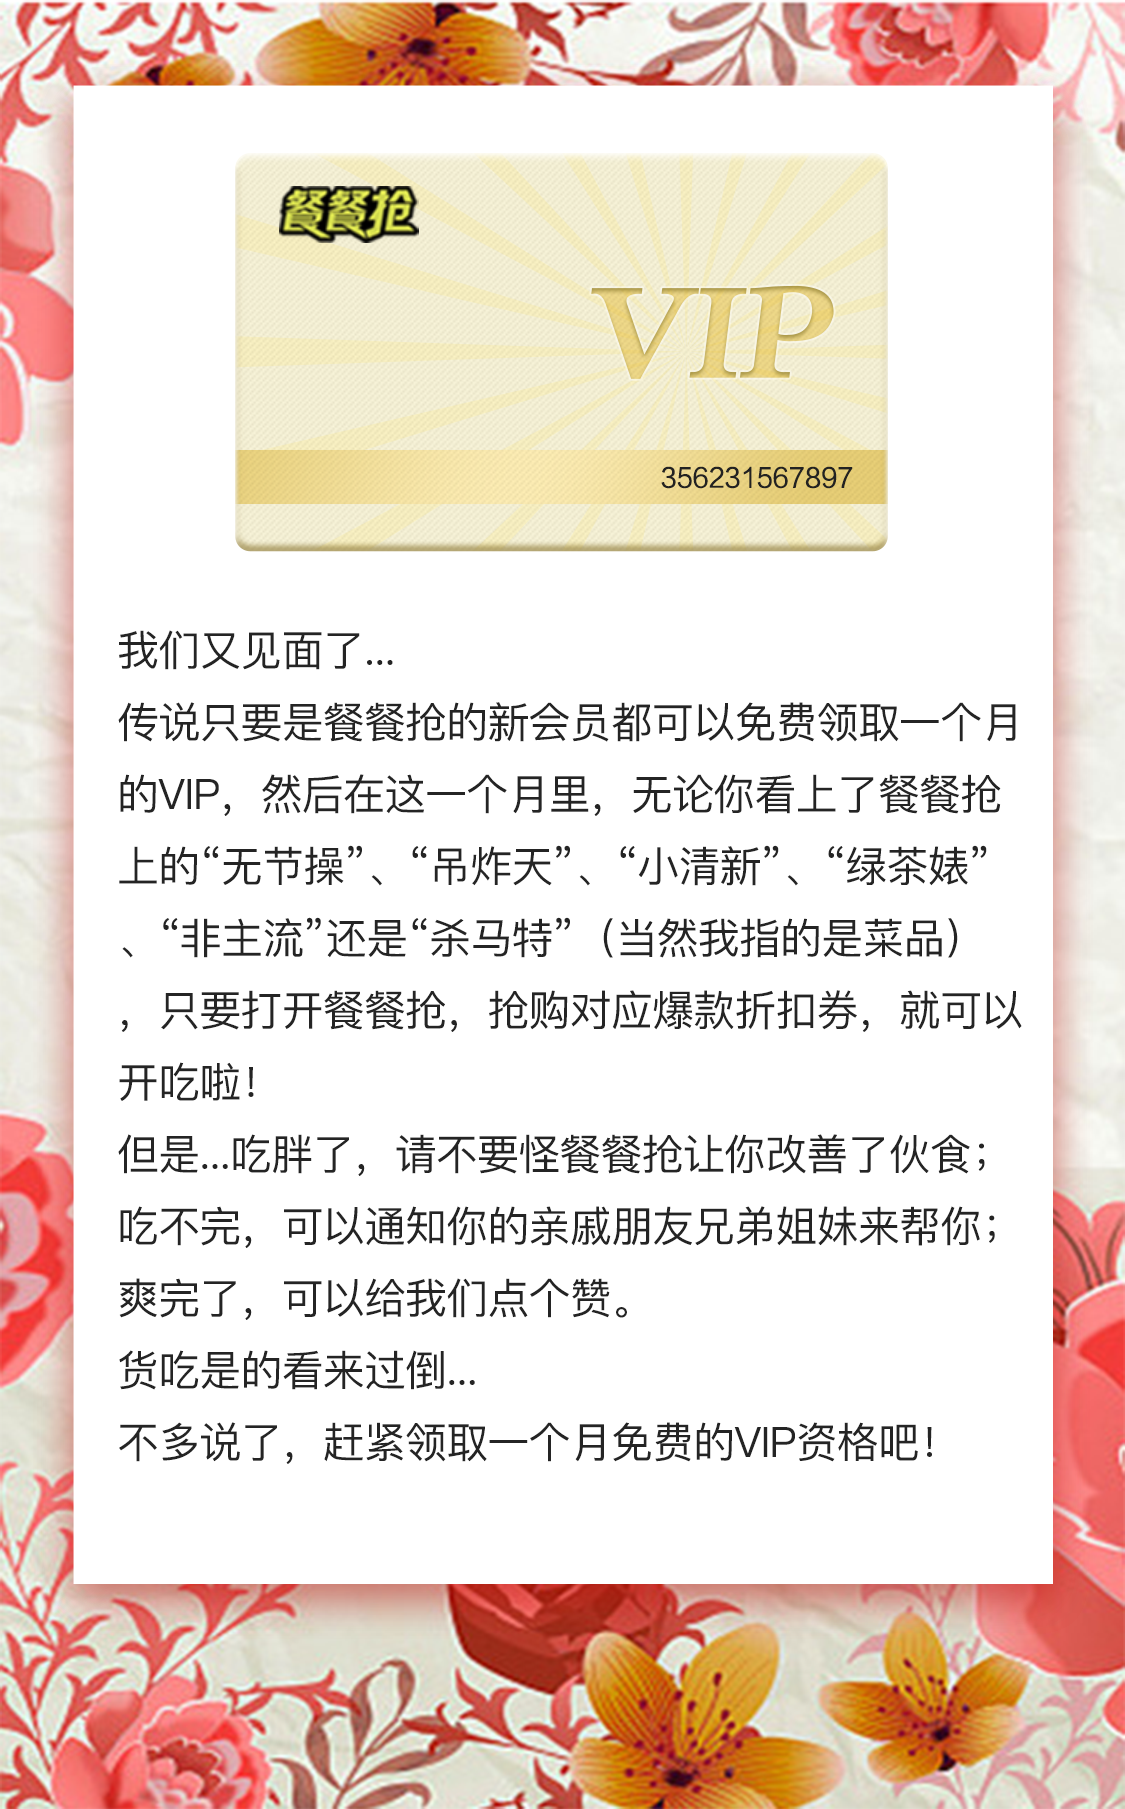 餐餐抢
VIP
356231567897
我们又见面了...
传说只要是餐餐抢的新会员都可以免费领取一个月
的VIP，然后在这一个月里，无论你看上了餐餐抢
上的“无节操”、“吊炸天”、“小清新”、“绿茶婊”
、“非主流”还是“杀马特”（当然我指的是菜品）
，只要打开餐餐抢，抢购对应爆款折扣券，就可以
开吃啦！
但是...吃胖了，请不要怪餐餐抢让你改善了伙食；
吃不完，可以通知你的亲戚朋友兄弟姐妹来帮你；
爽完了，可以给我们点个赞。
货吃是的看来过倒...
不多说了，赶紧领取一个月免费的VIP资格吧！